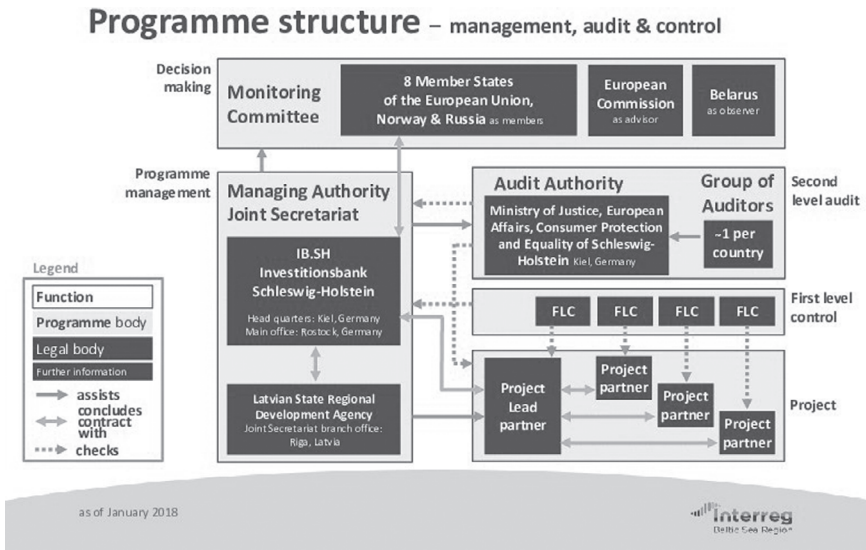 Programme structure – management, audit & control
Decision
making
Monitoring
Committee
8 Member States
of the European Union,
Norway & Russia as members
European
Commission
as advisor
Belarus
as observer
Programme
management
Managing Authority
Joint Secretariat
IB.SH
Investitionsbank
Schleswig-Holstein
Head quarters: Kiel, Germany
Main office: Rostock, Germany
Latvian State Regional
Development Agency
Joint Secretariat branch office:
Riga, Latvia
Audit Authority
Ministry of Justice, European
Affairs, Consumer Protection
and Equality of Schleswig-
Holstein Kiel, Germany
Group of
Auditors
~1 per
country
Second
level audit
FLC
FLC
FLC
FLC
First level
control
Project
Lead
partner
Project
partner
Project
partner
Project
partner
Project
Legend
Function
Programme body
Legal body
Further information
assists
concludes
contract
with
checks
as of January 2018
Interreg
Baltic Sea Region